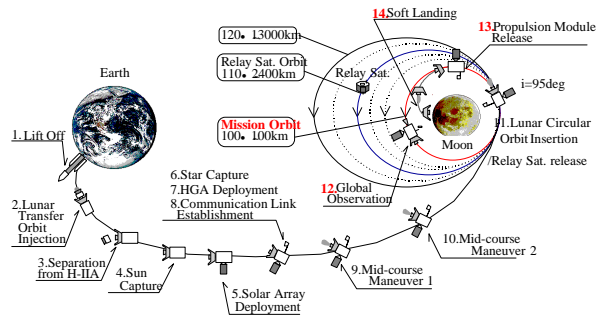 14.Soft Landing
120• 13000km
13.Propulsion Module
Release
Relay Sat. Orbit
110• 2400km
Relay Sat.
i=95deg
Earth
Mission Orbit
100• 100km
Moon
11.Lunar Circular
Orbit Insertion
/Relay Sat. release
1.Lift Off
12.Global
Observation
6.Star Capture
7.HGA Deployment
8.Communication Link
Establishment
2.Lunar
Transfer
Orbit
Injection
3.Separation
from H-IIA
4.Sun
Capture
5.Solar Array
Deployment
9.Mid-course
Maneuver 1
10.Mid-course
Maneuver 2